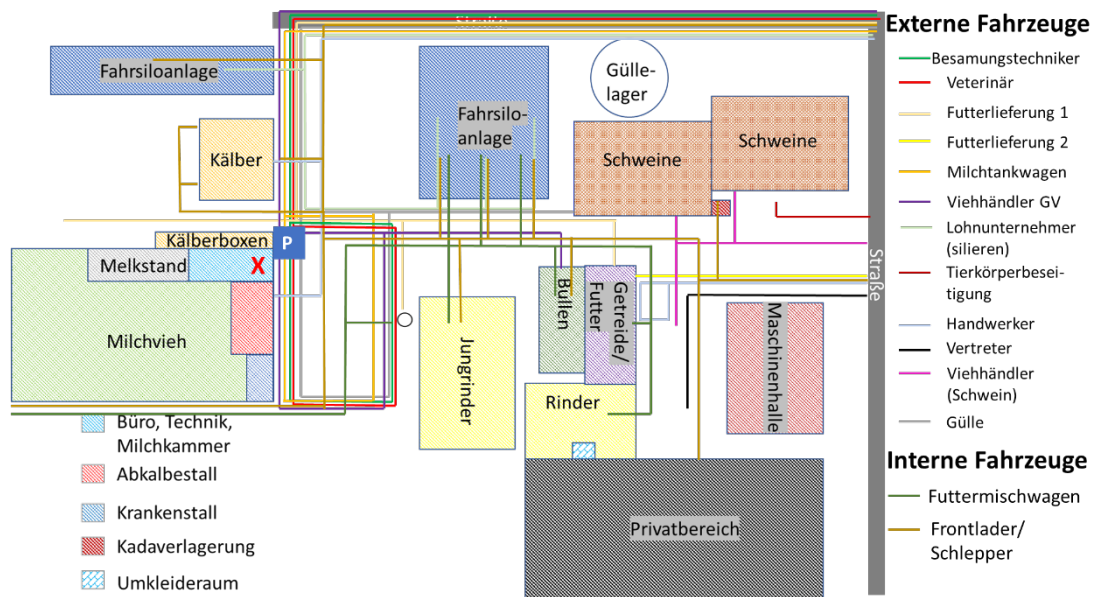 Straße
Externe Fahrzeuge
Besamungstechniker
Veterinär
Futterlieferung 1
Futterlieferung 2
Milchtankwagen
Viehhändler GV
Lohnunternehmer
(silieren)
Tierkörperbesei-
tigung
Handwerker
Vertreter
Viehhändler
(Schwein)
Gülle
Interne Fahrzeuge
Futtermischwagen
Frontlader/
Schlepper
Fahrsiloanlage
Fahrsilo-
anlage
Gülle-
lager
Schweine
Schweine
Kälber
Kälberboxen
P
Melkstand
X
Milchvieh
Jungrinder
Bullen
Getreide/
Futter
Rinder
Maschinenhalle
Straße
Privatbereich
Büro, Technik,
Milchkammer
Abkalbestall
Krankenstall
Kadaverlagerung
Umkleideraum